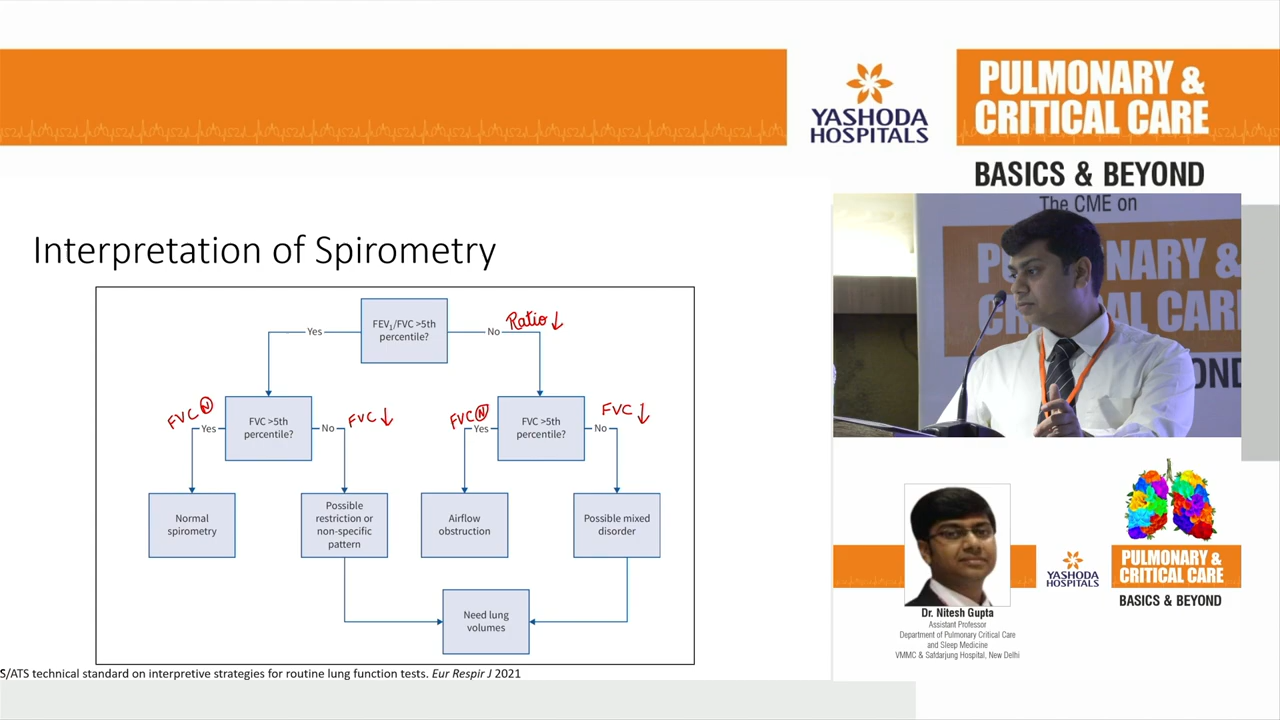 YASHODA
HOSPITALS
PULMONARY &
CRITICAL CARE
BASICS & BEYOND
The CME on
Interpretation of Spirometry
FEV₁/FVC >5th
percentile?
Yes
No
Ratio ↓
FVC Ⓝ
FVC >5th
percentile?
FVC ↓
Yes
No
FVC Ⓝ
FVC >5th
percentile?
FVC ↓
Yes
No
Normal
spirometry
Possible
restriction or
non-specific
pattern
Airflow
obstruction
Possible mixed
disorder
Need lung
volumes
S/ATS technical standard on interpretive strategies for routine lung function tests. Eur Respir J 2021
Dr. Nitesh Gupta
Assistant Professor
Department of Pulmonary Critical Care
and Sleep Medicine
VMMC & Safdarjung Hospital, New Delhi
YASHODA
HOSPITALS
PULMONARY &
CRITICAL CARE
BASICS & BEYOND